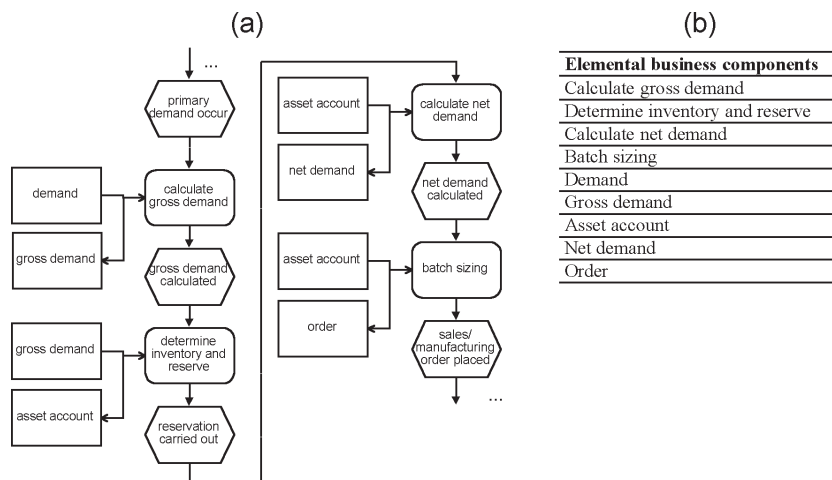 (a)
...
primary
demand occur
demand
calculate
gross demand
gross demand
gross demand
calculated
gross demand
determine
inventory and
reserve
asset account
reservation
carried out
asset account
calculate net
demand
net demand
net demand
calculated
asset account
batch sizing
order
sales/
manufacturing
order placed
...
(b)
Elemental business components
Calculate gross demand
Determine inventory and reserve
Calculate net demand
Batch sizing
Demand
Gross demand
Asset account
Net demand
Order